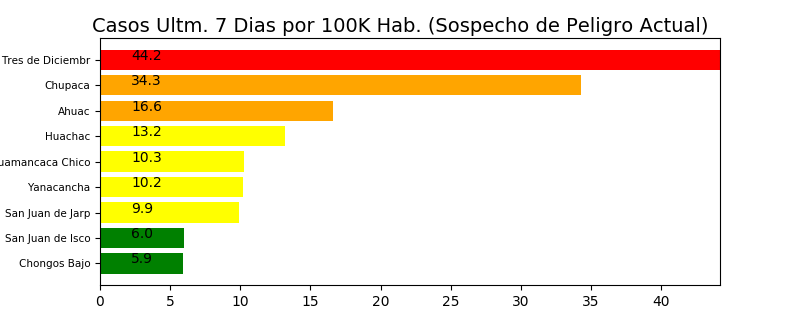 Casos Ultm. 7 Dias por 100K Hab. (Sospecho de Peligro Actual)
Tres de Diciembr 44.2
Chupaca 34.3
Ahuac 16.6
Huachac 13.2
uamancaca Chico 10.3
Yanacancha 10.2
San Juan de Jarp 9.9
San Juan de Isco 6.0
Chongos Bajo 5.9
0 5 10 15 20 25 30 35 40